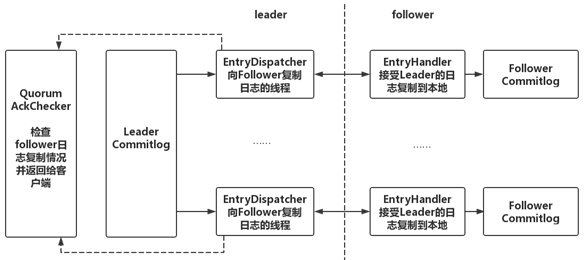 leader
follower
Quorum
AckChecker
检查
follower日
志复制情况
并返回给客
户端
Leader
Commitlog
EntryDispatcher
向Follower复制
日志的线程
EntryHandler
接受Leader的日
志复制到本地
Follower
Commitlog
……
……
EntryDispatcher
向Follower复制
日志的线程
EntryHandler
接受Leader的日
志复制到本地
Follower
Commitlog